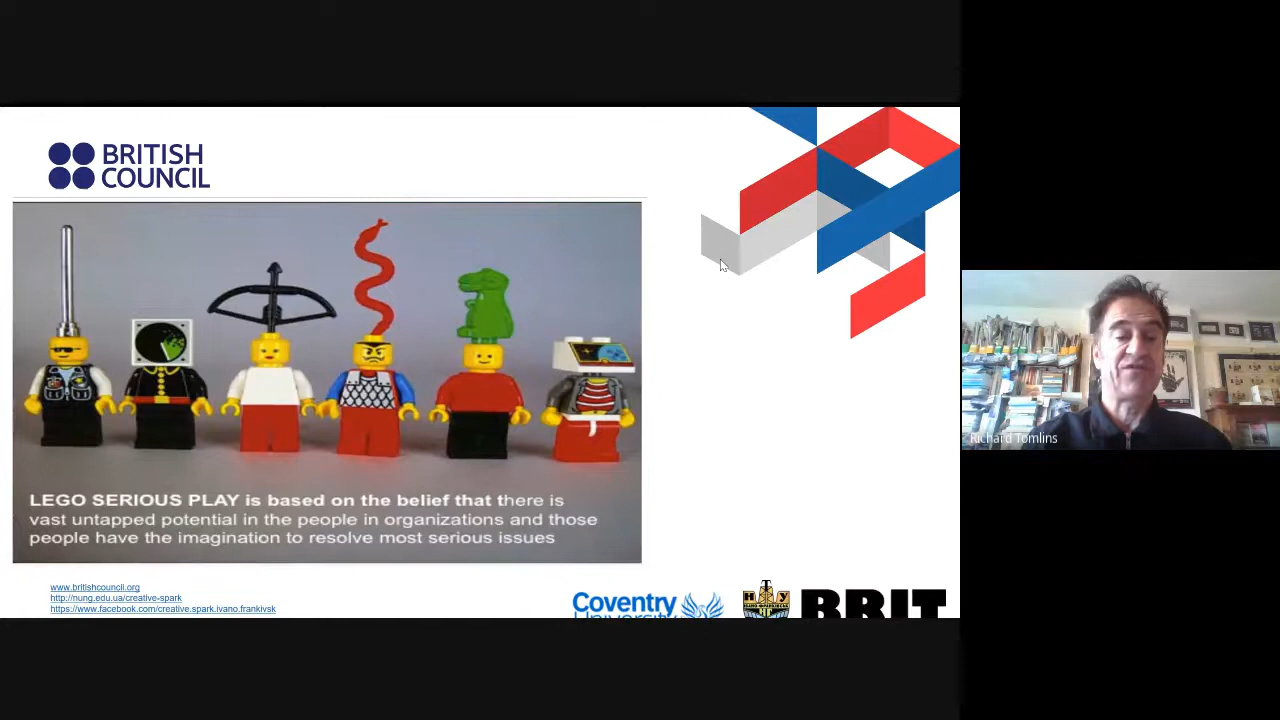 BRITISH
COUNCIL
LEGO SERIOUS PLAY is based on the belief that there is
vast untapped potential in the people in organizations and those
people have the imagination to resolve most serious issues
www.britishcouncil.org
http://nung.edu.ua/creative-spark
https://www.facebook.com/creative.spark.ivano.frankivsk
Coventry
University
Н У
BRIT
Richard Tomlins